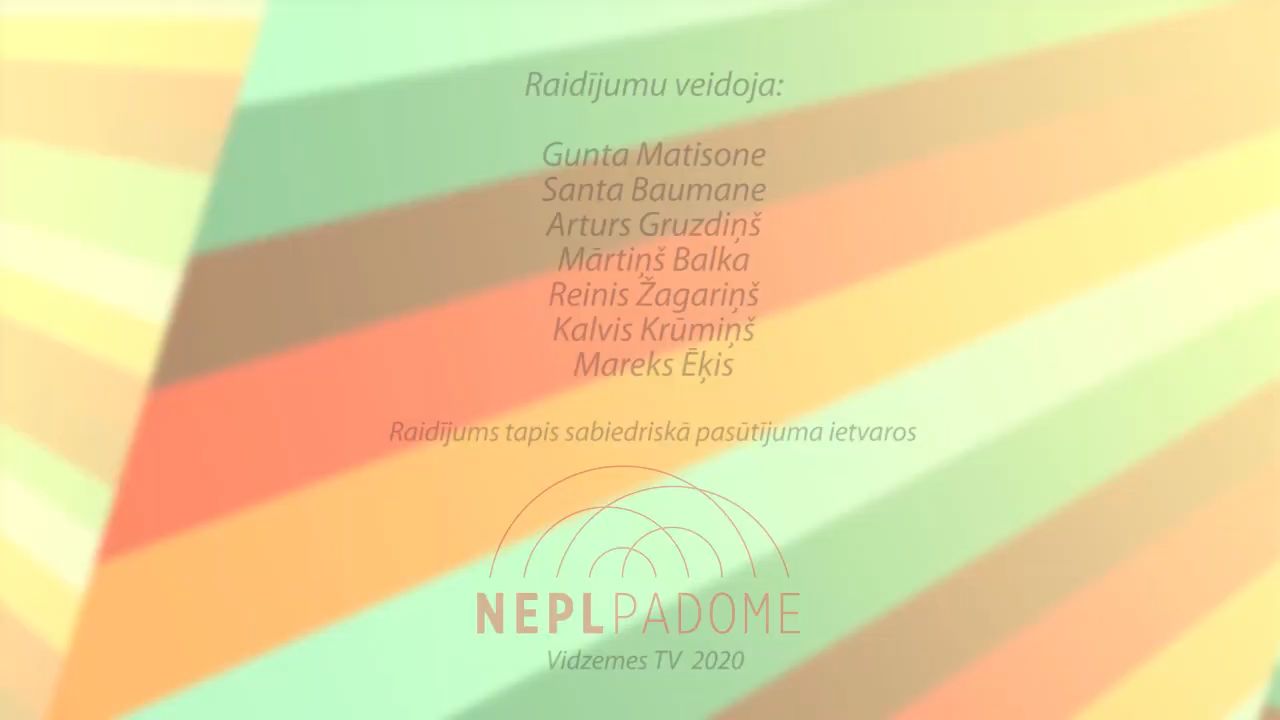 Raidījumu veidoja:
Gunta Matisone
Santa Baumane
Arturs Gruzdiņš
Mārtiņš Balka
Reinis Žagariņš
Kalvis Krūmiņš
Mareks Ēķis
Raidījums tapis sabiedriskā pasūtījuma ietvaros
NEPLPADOME
Vidzemes TV 2020